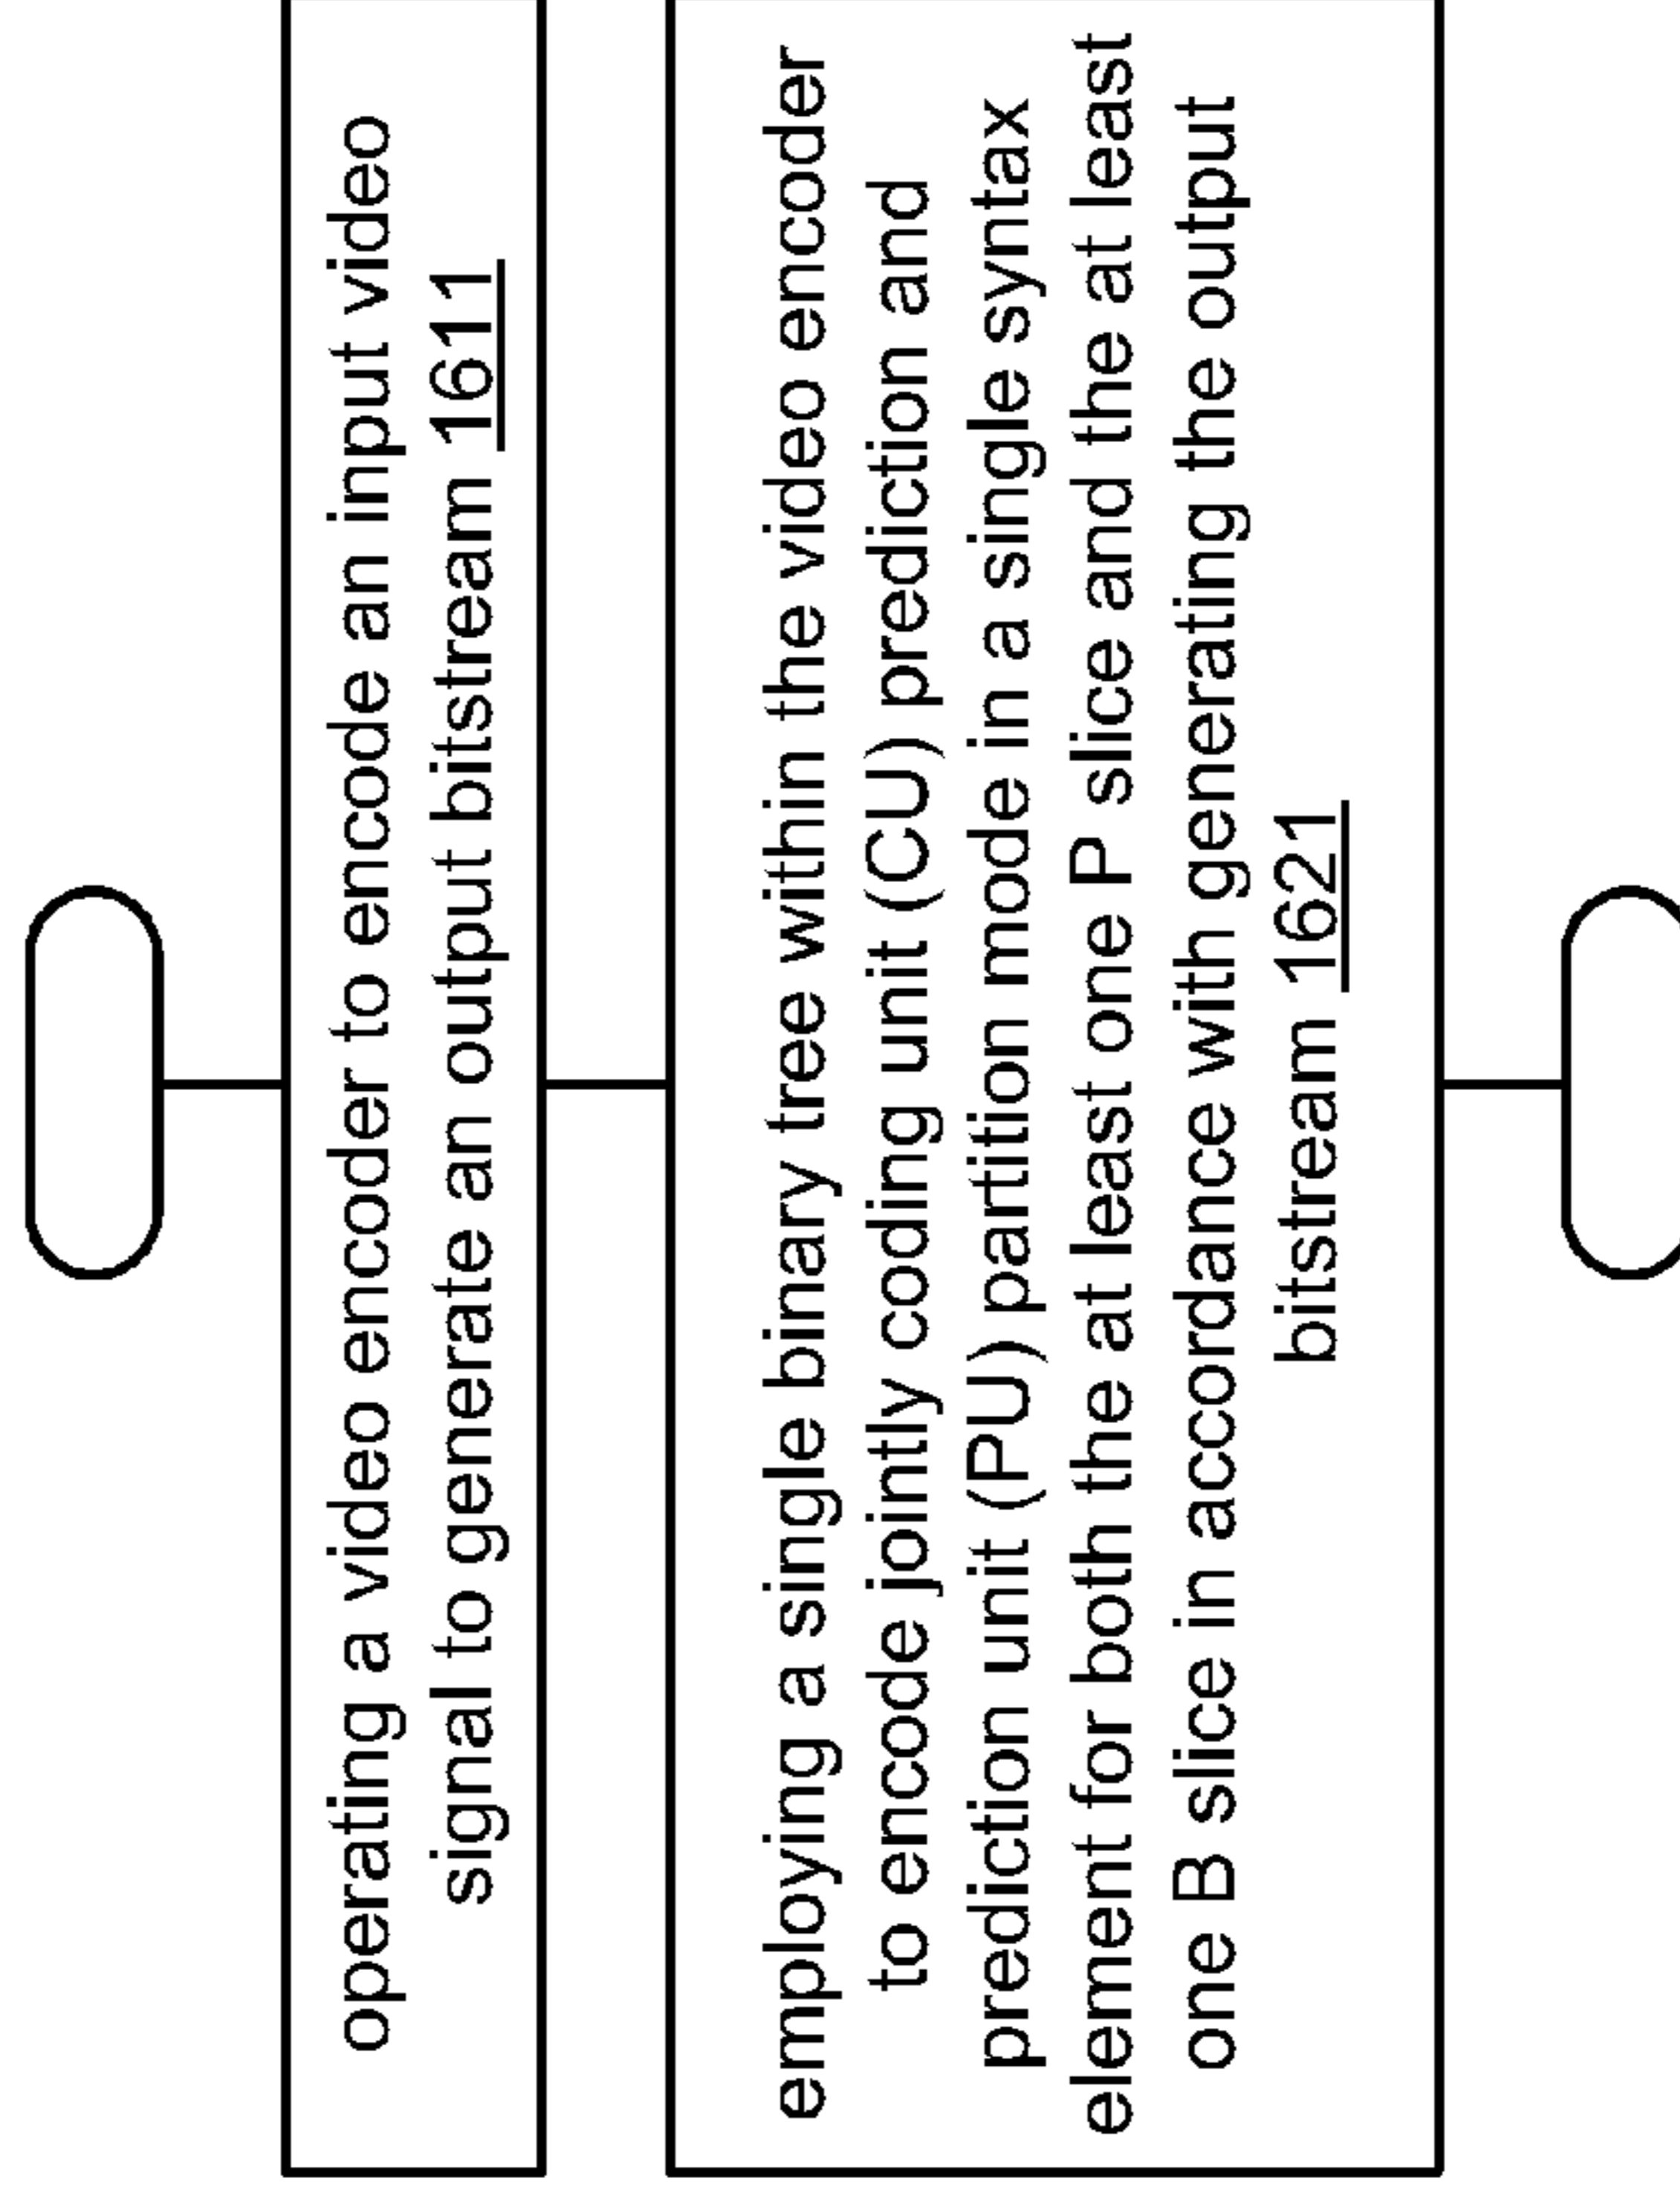 operating a video encoder to encode an input video
signal to generate an output bitstream 1611
employing a single binary tree within the video encoder
to encode jointly coding unit (CU) prediction and
prediction unit (PU) partition mode in a single syntax
element for both the at least one P slice and the at least
one B slice in accordance with generating the output
bitstream 1621